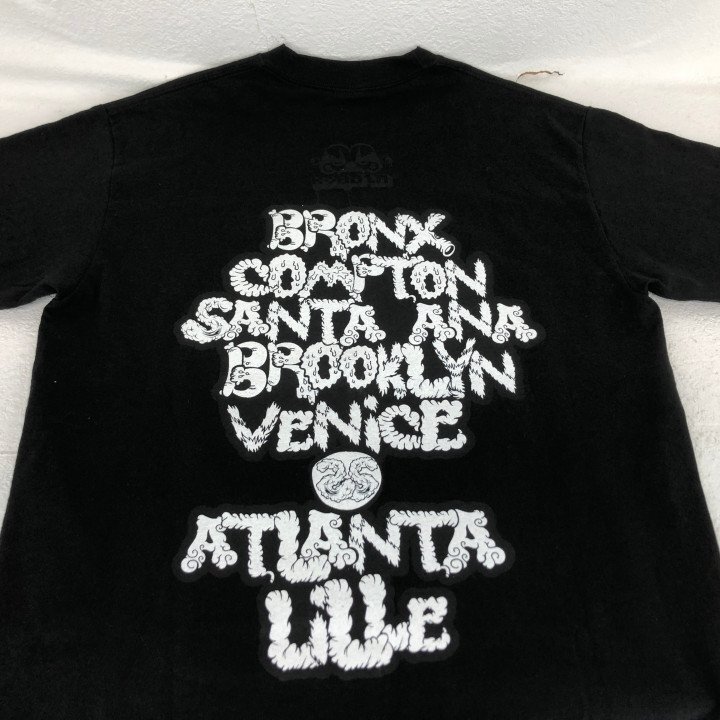 BRONX
COMPTON
SANTA ANA
BROOKLYN
VENiCE
ATLANTA
LiLLe